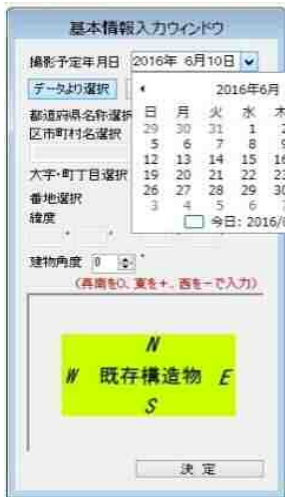 基本情報入力ウィンドウ
撮影予定年月日 2016年 6月10日
データより選択
2016年6月
日 月 火 水 木
29 30 31 1 2
5 6 7 8 9
12 13 14 15 16
19 20 21 22 23
26 27 28 29 30
3 4 5 6 7
今日: 2016/
都道府県名称選択
区市町村名選択
大字・町丁目選択
番地選択
緯度
建物角度 0 °
(真南を0、東を+、西を-で入力)
N
W 既存構造物 E
S
決定